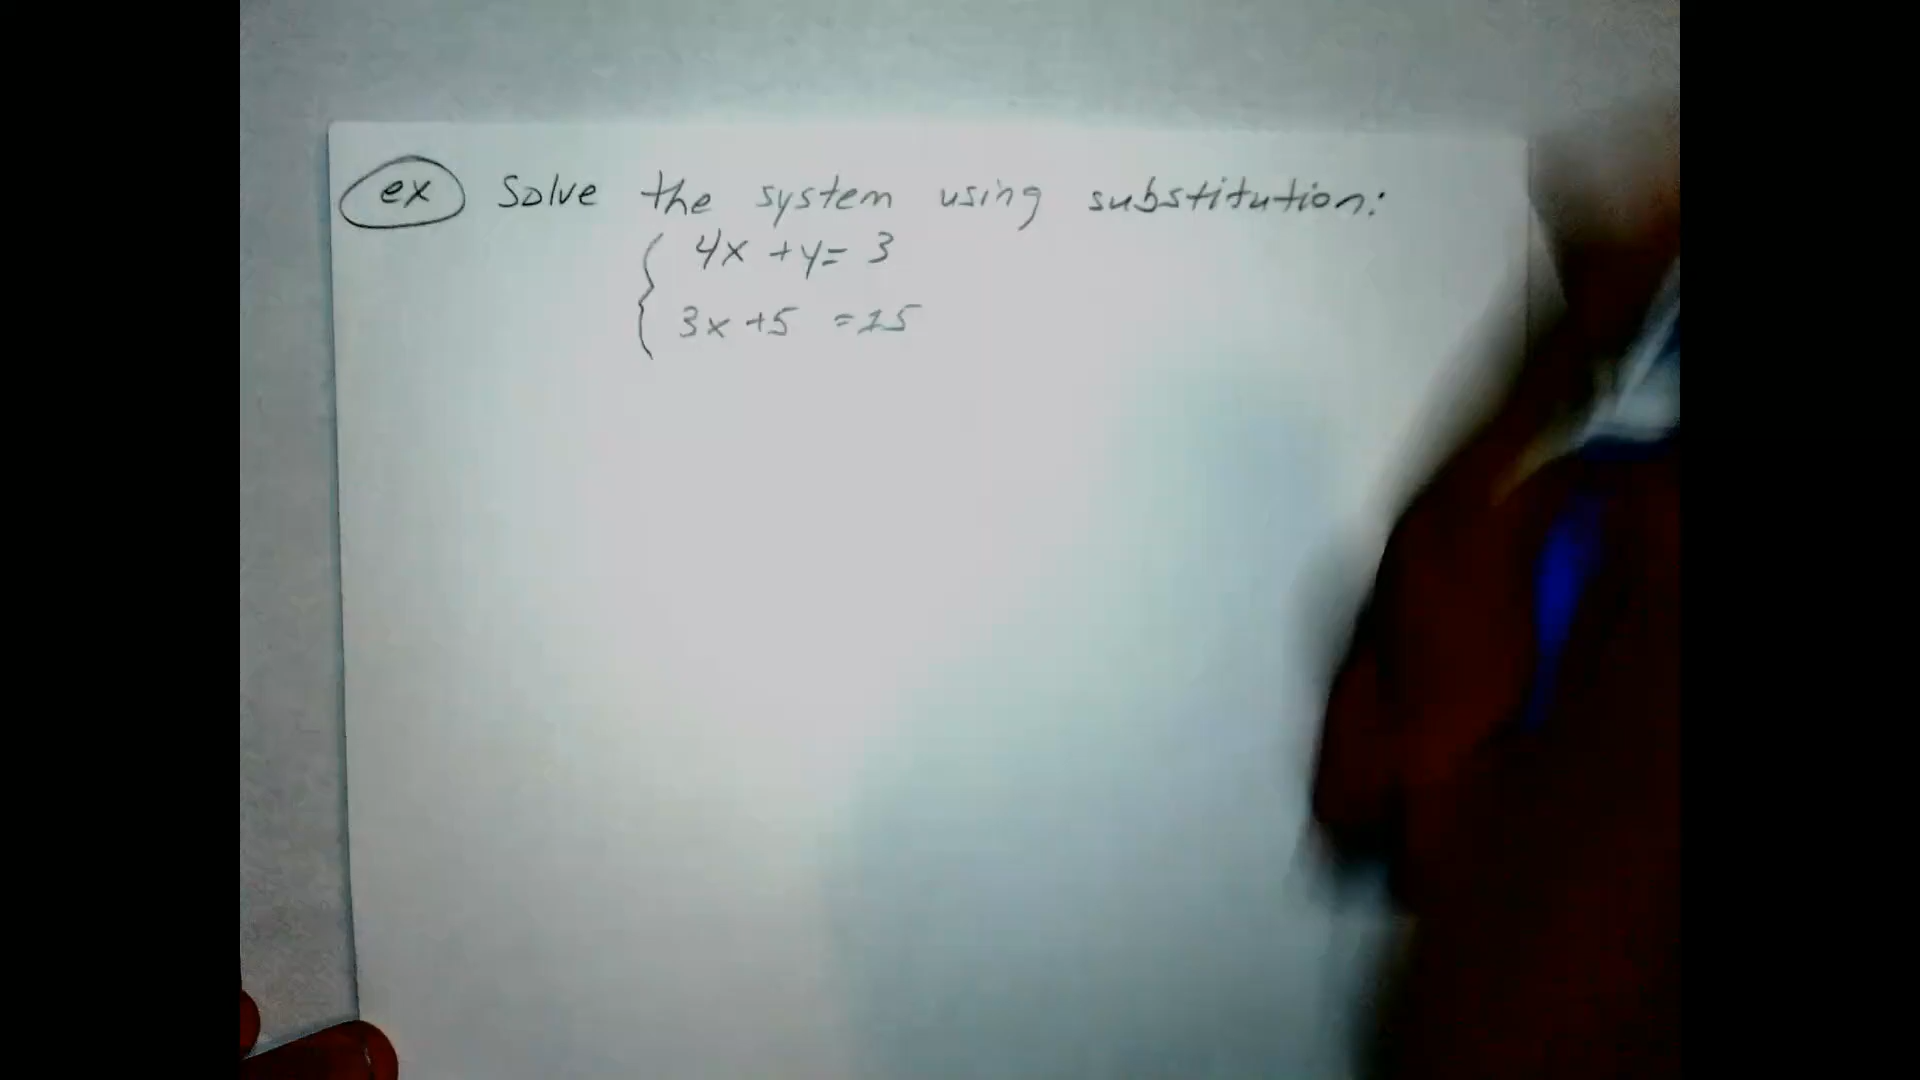 ex Solve the system using substitution:
4x + y = 3
3x + 5 = 15